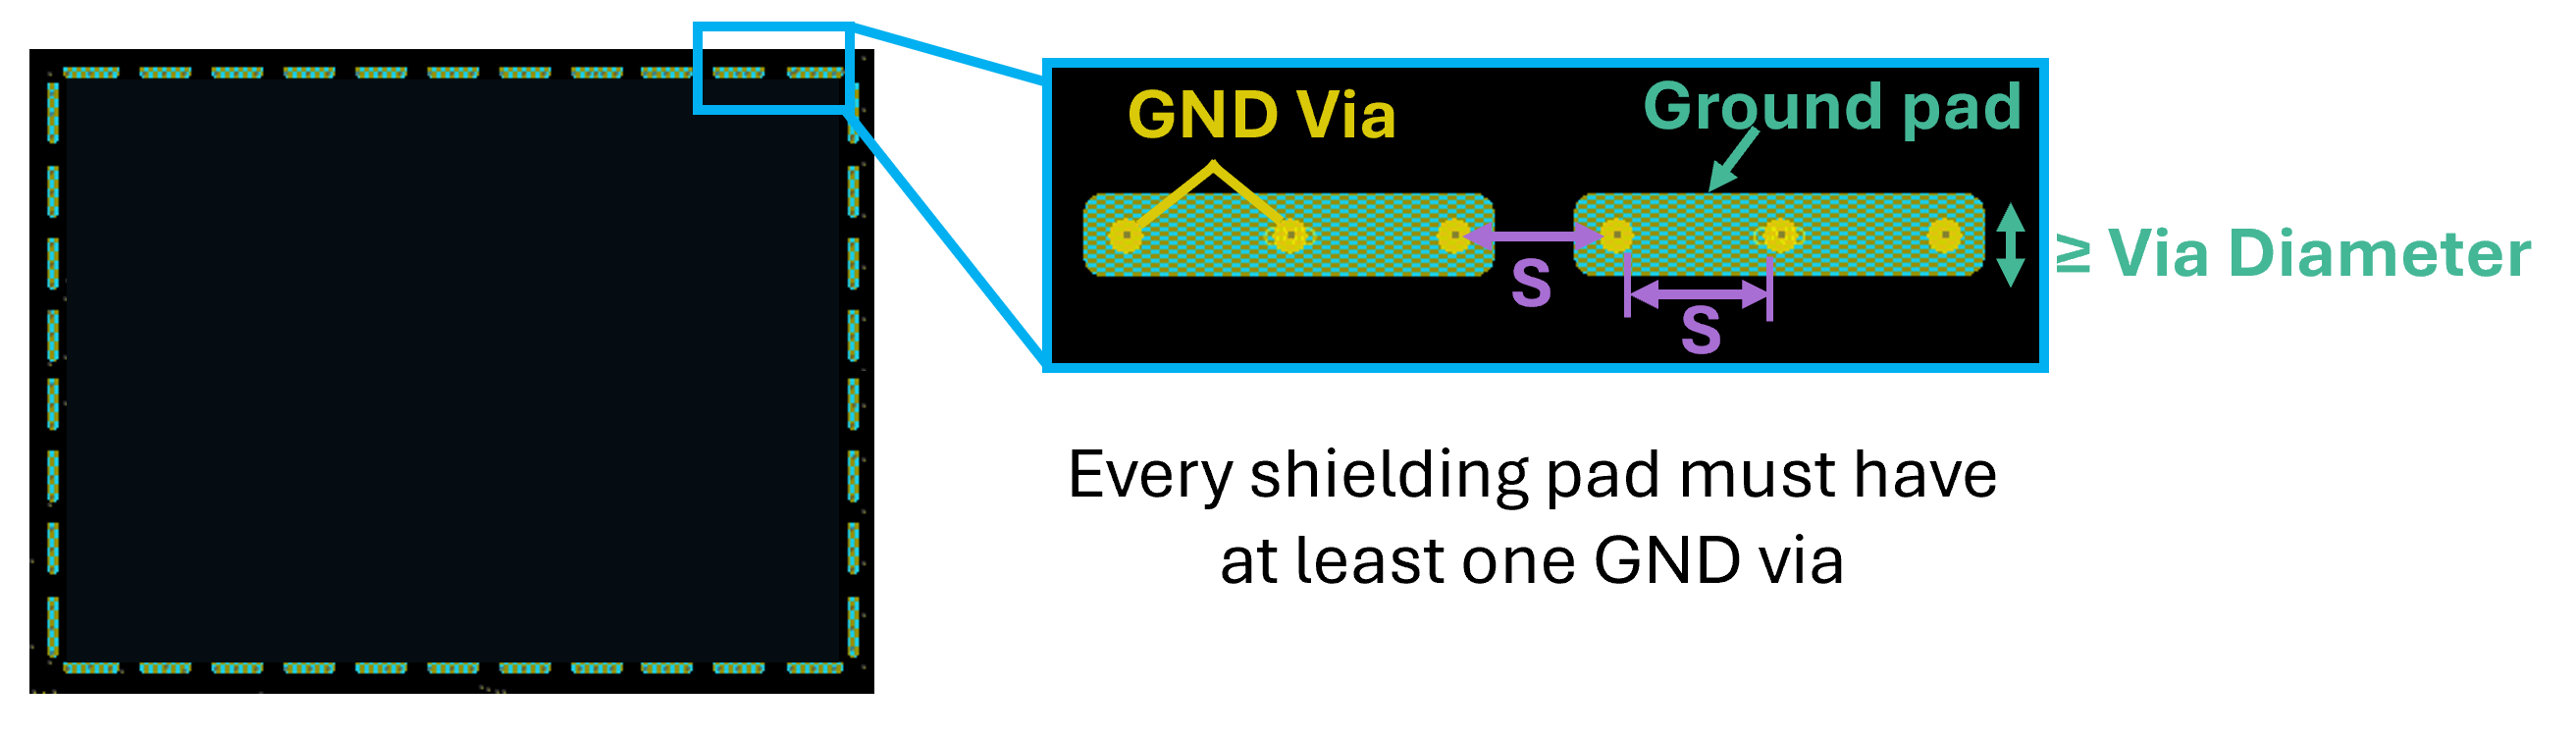 GND Via
Ground pad
S
S
≥ Via Diameter
Every shielding pad must have
at least one GND via